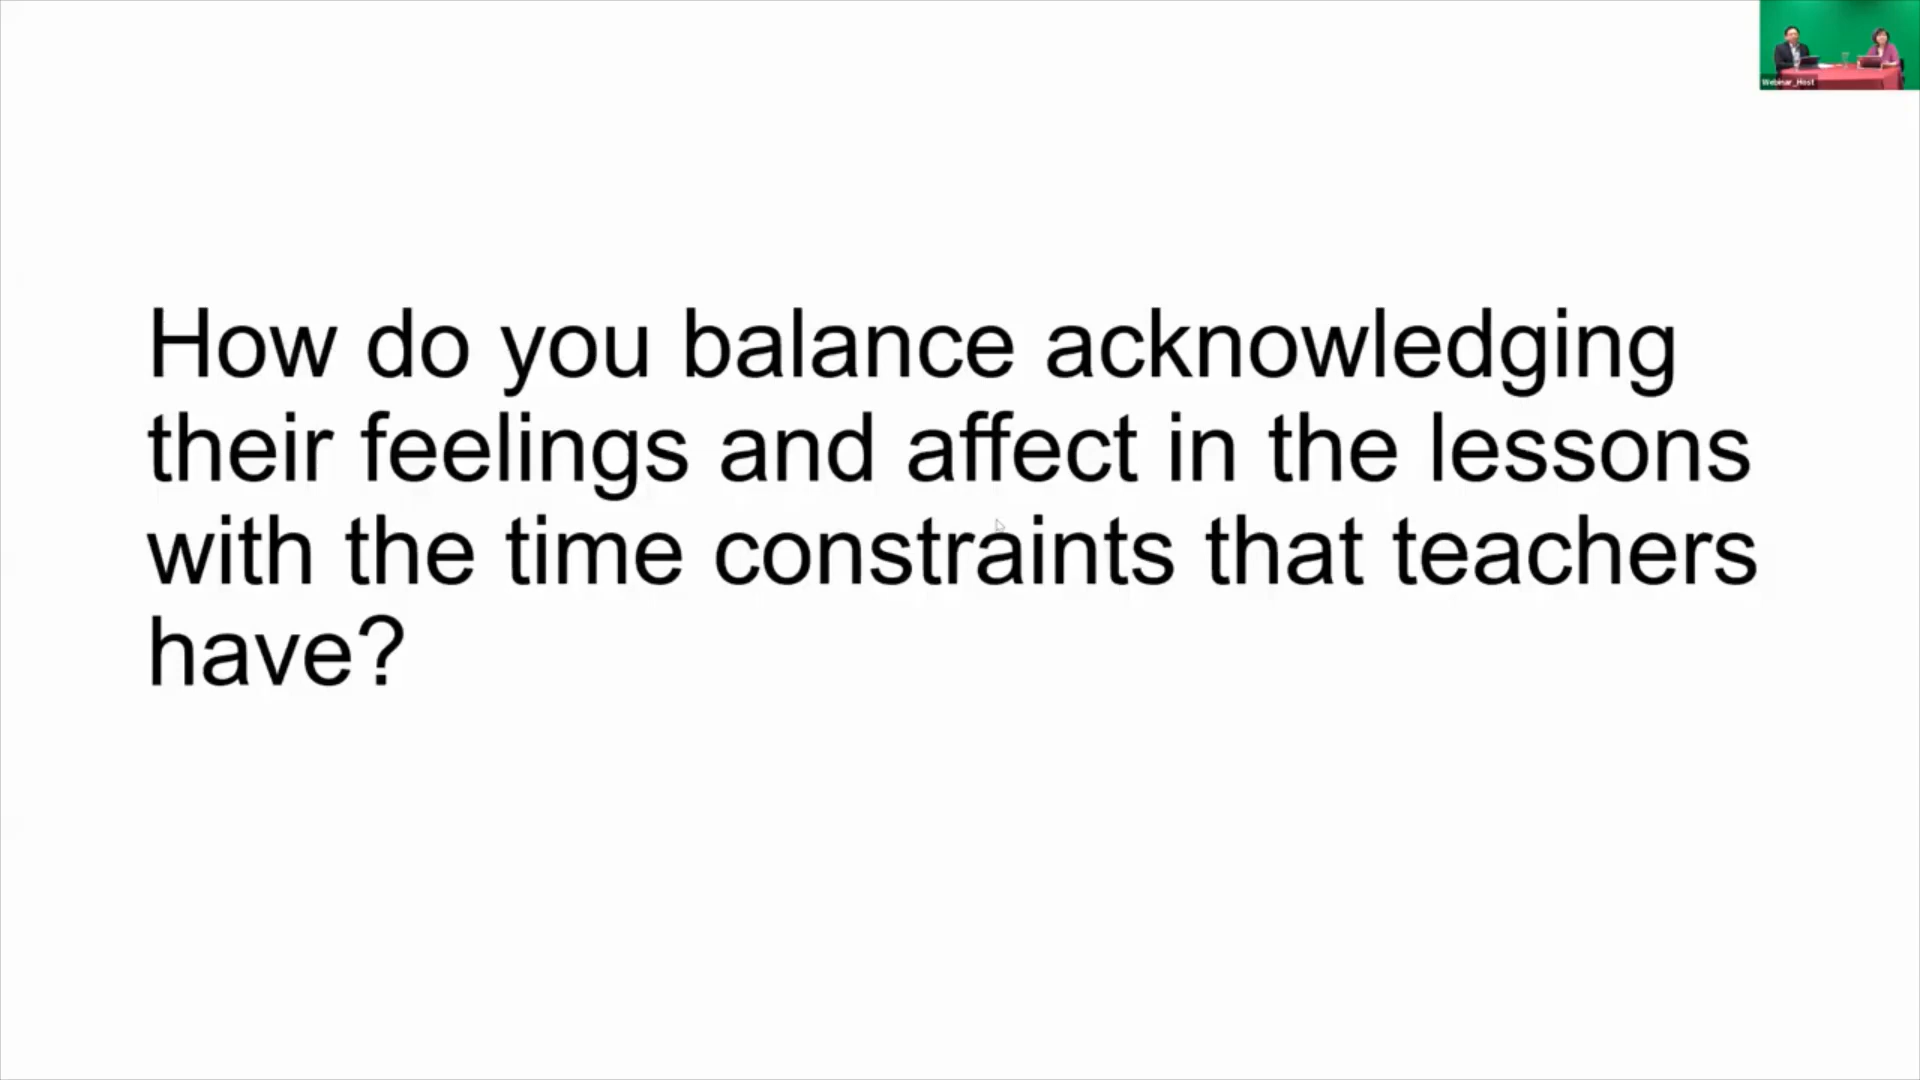 Webinar_Host
How do you balance acknowledging
their feelings and affect in the lessons
with the time constraints that teachers
have?